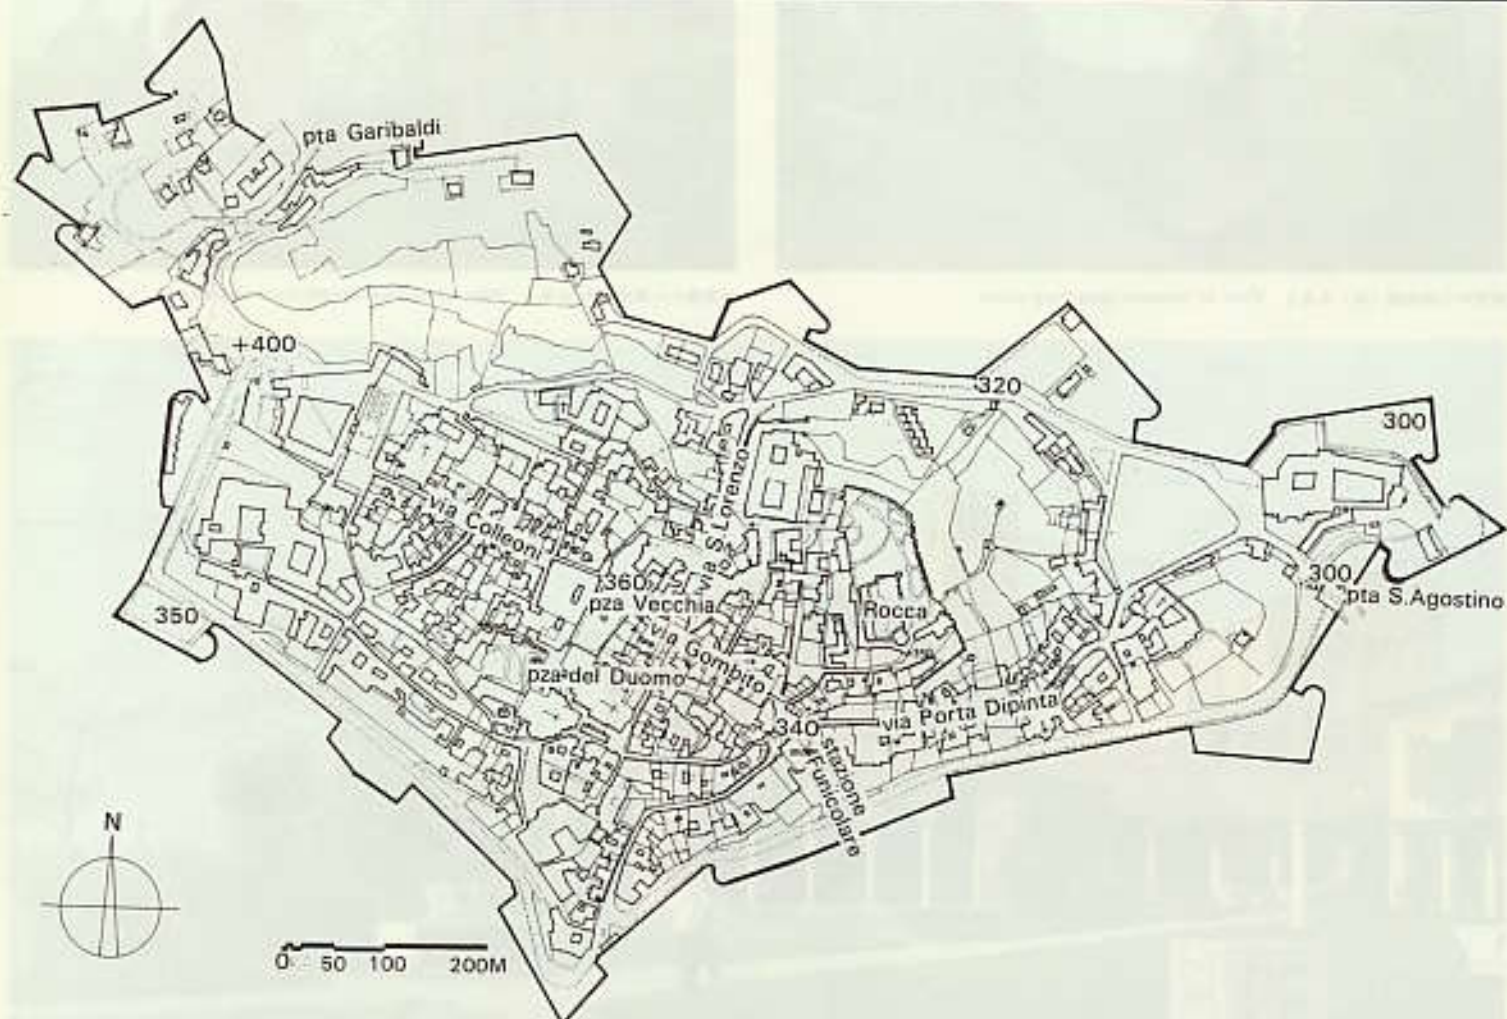 pta Garibaldi
+400
320
300
via Colleoni
via S Lorenzo
360
pza Vecchia
300
pta S.Agostino
Rocca
350
via Gombito
pza del Duomo
340
via Porta Dipinta
stazione
Funicolare
N
0 50 100 200M